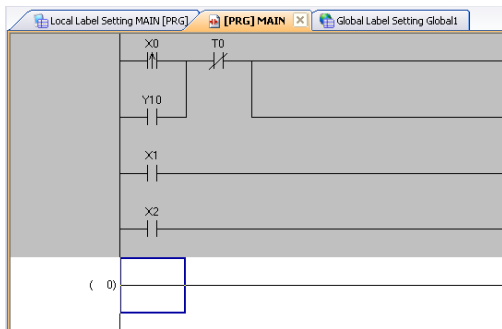 Local Label Setting MAIN [PRG] [PRG] MAIN Global Label Setting Global1
X0 T0
Y10
X1
X2
( 0)